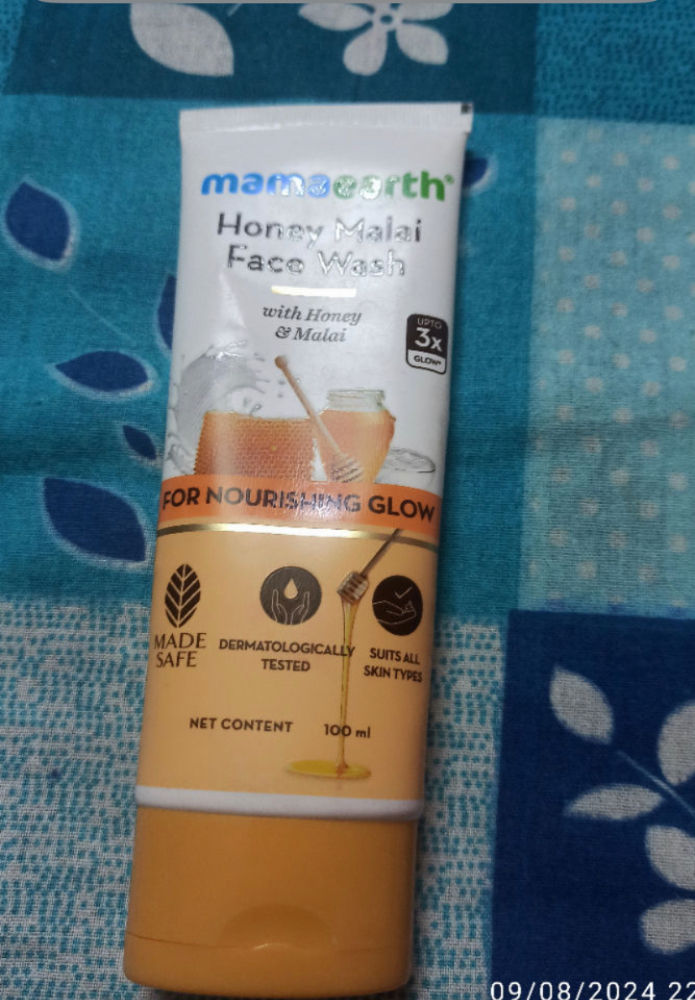 mamaearth®
Honey Malai
Face Wash
with Honey
& Malai
UPTO
3x
GLOW*
FOR NOURISHING GLOW
MADE
SAFE
DERMATOLOGICALLY
TESTED
SUITS ALL
SKIN TYPES
NET CONTENT 100 ml
09/08/2024 22